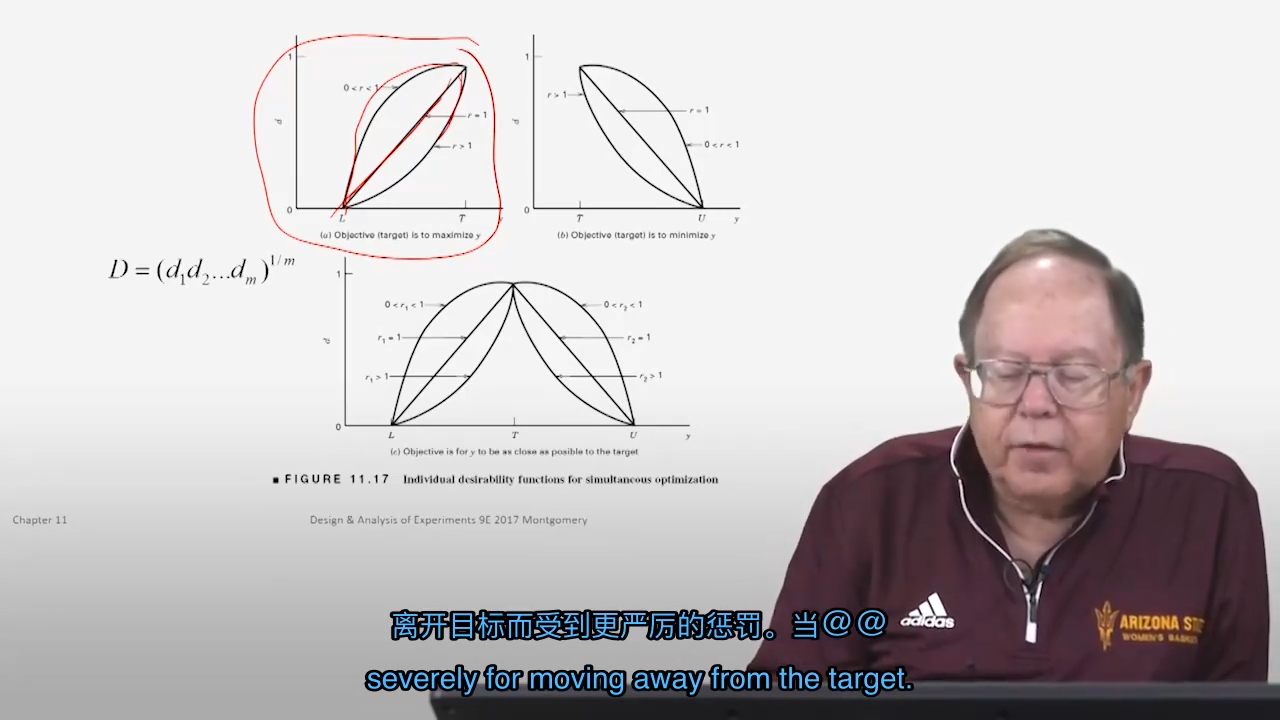 1
0 < r < 1
r = 1
r > 1
d
0
L
T
y
(a) Objective (target) is to maximize y
1
r > 1
r = 1
0 < r < 1
d
0
T
U
y
(b) Objective (target) is to minimize y
D = (d₁d₂...dₘ)^{1/m}
1
0 < r₁ < 1
0 < r₂ < 1
r₁ = 1
r₂ = 1
r₁ > 1
r₂ > 1
d
0
L
T
U
y
(c) Objective is for y to be as close as posible to the target
■ FIGURE 11.17 Individual desirability functions for simultaneous optimization
Chapter 11
Design & Analysis of Experiments 9E 2017 Montgomery
adidas
ARIZONA
WOMEN'S
离开目标而受到更严厉的惩罚。当@@
severely for moving away from the target.